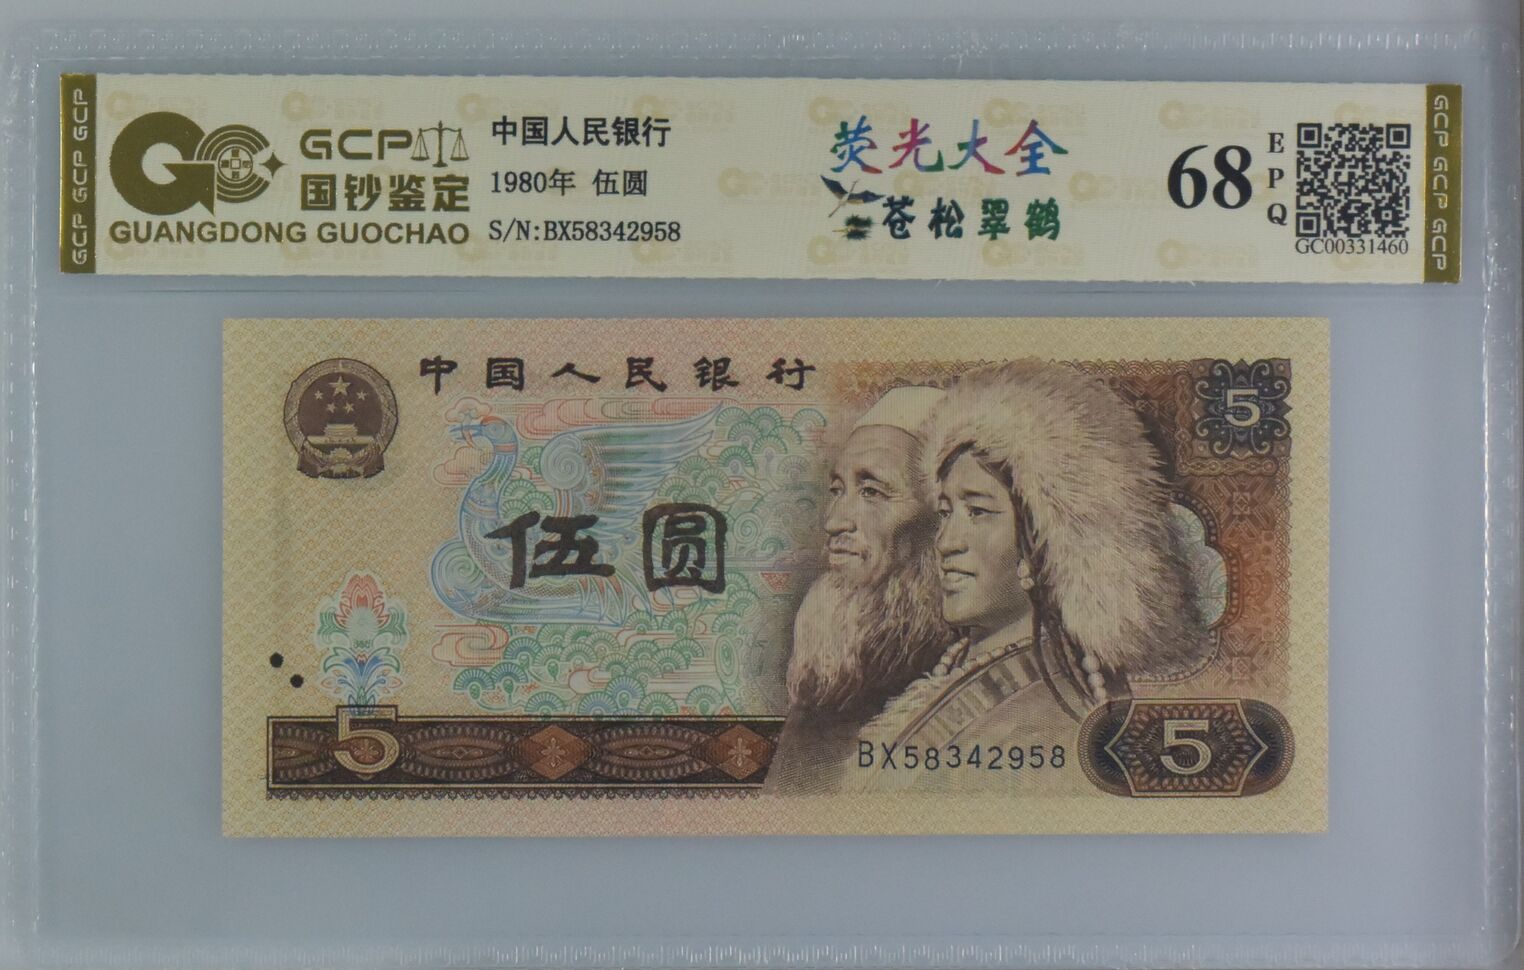 GCP GCP GCP
GCP
国钞鉴定
GUANGDONG GUOCHAO
中国人民银行
1980年 伍圆
S/N:BX58342958
荧光大全
苍松翠鹤
68
EPQ
GC00331460
GCP GCP GCP
中国人民银行
5
伍圆
5
BX58342958
5